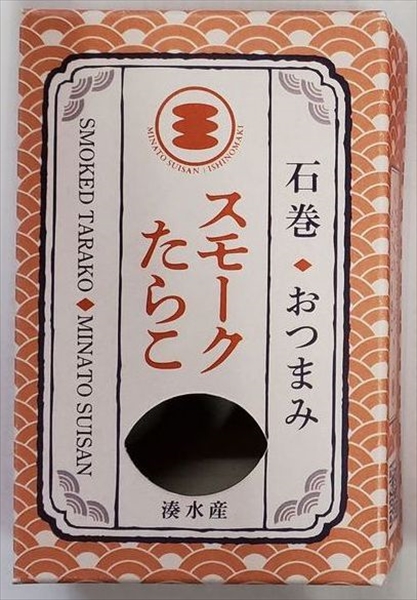 石巻◆おつまみ
MINATO SUISAN | ISHINOMAKI
スモーク
たらこ
湊水産
SMOKED TARAKO◆MINATO SUISAN